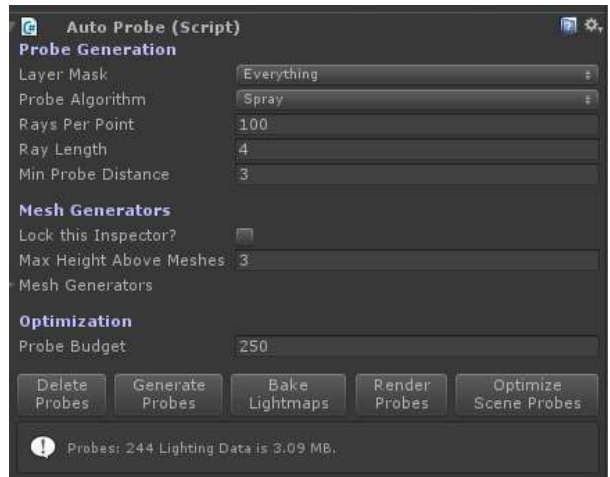 Auto Probe (Script)
Probe Generation
Layer Mask Everything
Probe Algorithm Spray
Rays Per Point 100
Ray Length 4
Min Probe Distance 3
Mesh Generators
Lock this Inspector?
Max Height Above Meshes 3
Mesh Generators
Optimization
Probe Budget 250
Delete Probes Generate Probes Bake Lightmaps Render Probes Optimize Scene Probes
Probes: 244 Lighting Data is 3.09 MB.